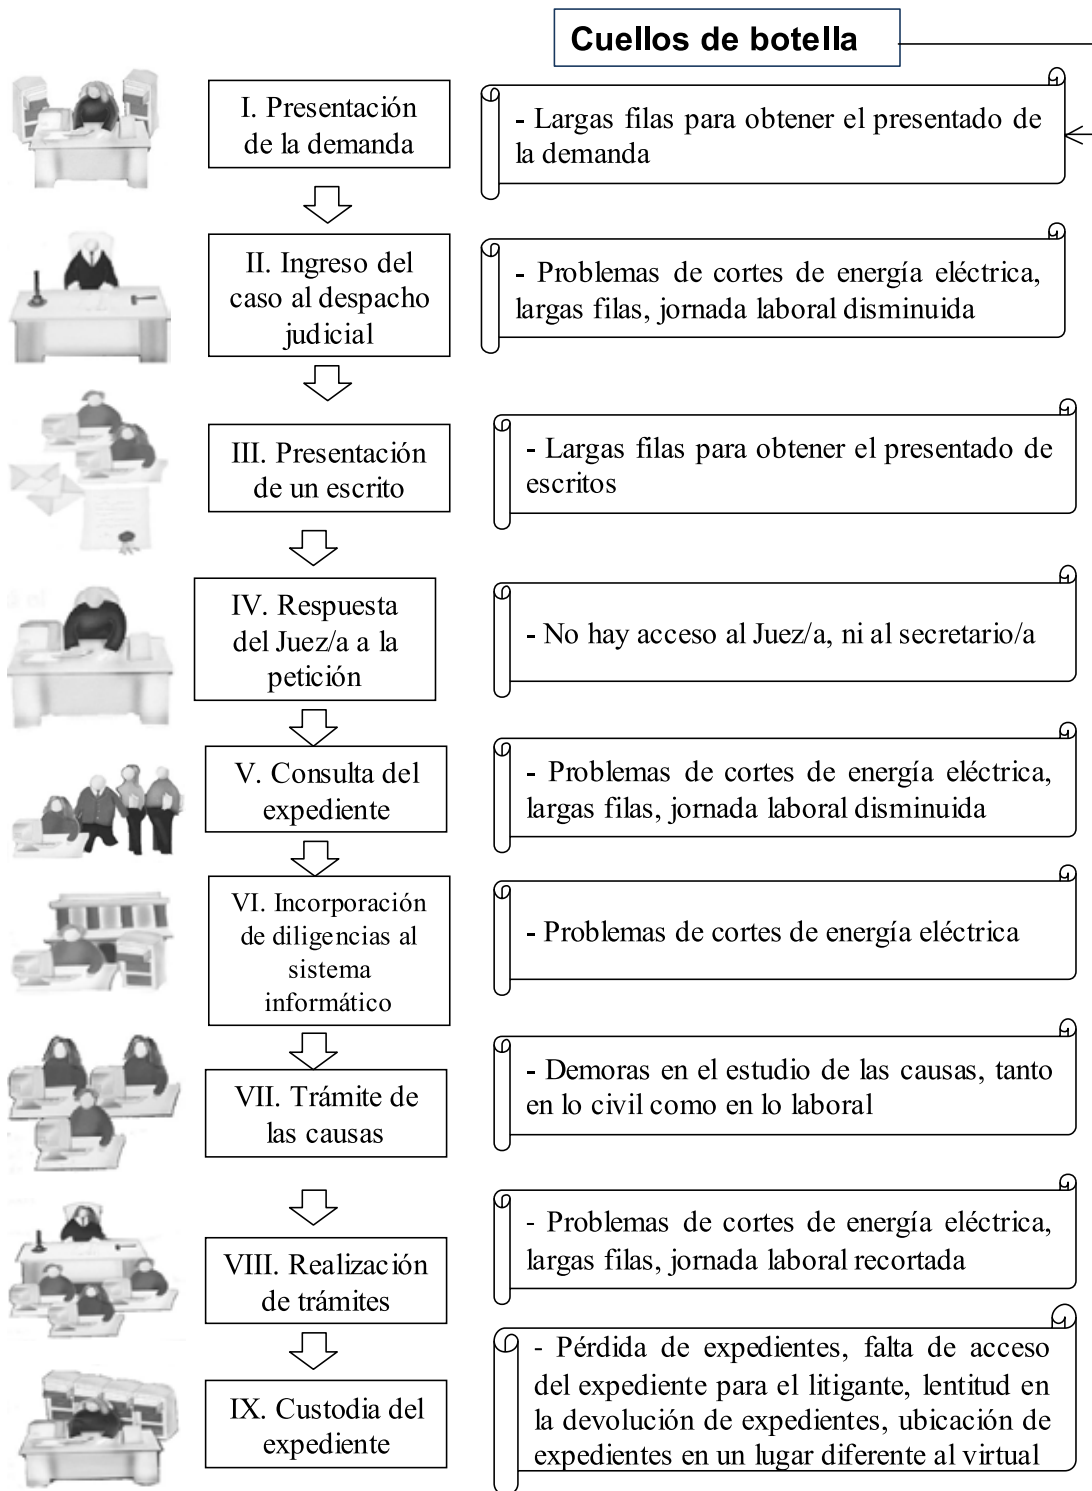 Cuellos de botella
I. Presentación
de la demanda
- Largas filas para obtener el presentado de
la demanda
II. Ingreso del
caso al despacho
judicial
- Problemas de cortes de energía eléctrica,
largas filas, jornada laboral disminuida
III. Presentación
de un escrito
- Largas filas para obtener el presentado de
escritos
IV. Respuesta
del Juez/a a la
petición
- No hay acceso al Juez/a, ni al secretario/a
V. Consulta del
expediente
- Problemas de cortes de energía eléctrica,
largas filas, jornada laboral disminuida
VI. Incorporación
de diligencias al
sistema
informático
- Problemas de cortes de energía eléctrica
VII. Trámite de
las causas
- Demoras en el estudio de las causas, tanto
en lo civil como en lo laboral
VIII. Realización
de trámites
- Problemas de cortes de energía eléctrica,
largas filas, jornada laboral recortada
IX. Custodia del
expediente
- Pérdida de expedientes, falta de acceso
del expediente para el litigante, lentitud en
la devolución de expedientes, ubicación de
expedientes en un lugar diferente al virtual